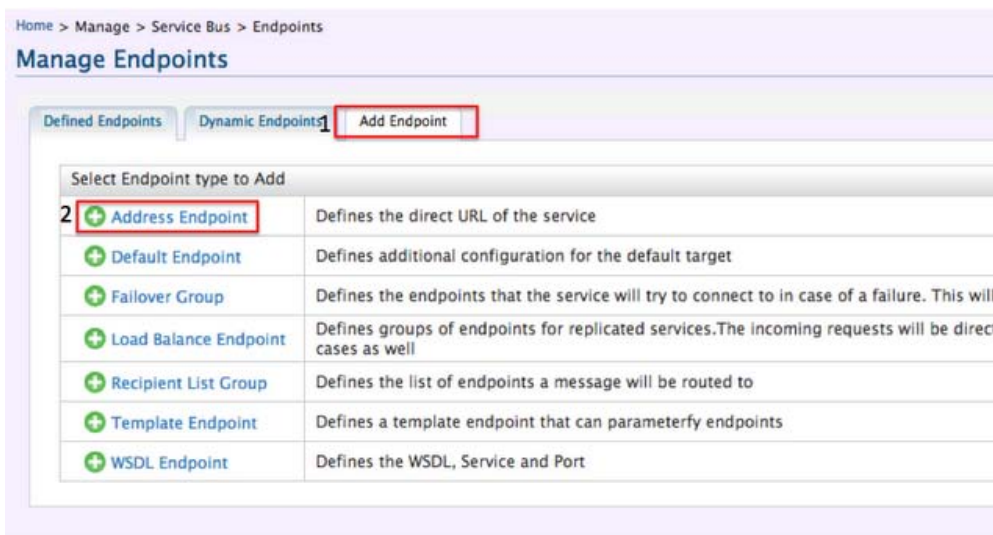 Home > Manage > Service Bus > Endpoints
Manage Endpoints
Defined Endpoints Dynamic Endpoints 1 Add Endpoint
Select Endpoint type to Add
2 Address Endpoint Defines the direct URL of the service
Default Endpoint Defines additional configuration for the default target
Failover Group Defines the endpoints that the service will try to connect to in case of a failure. This will
Load Balance Endpoint Defines groups of endpoints for replicated services.The incoming requests will be direc
cases as well
Recipient List Group Defines the list of endpoints a message will be routed to
Template Endpoint Defines a template endpoint that can parameterfy endpoints
WSDL Endpoint Defines the WSDL, Service and Port